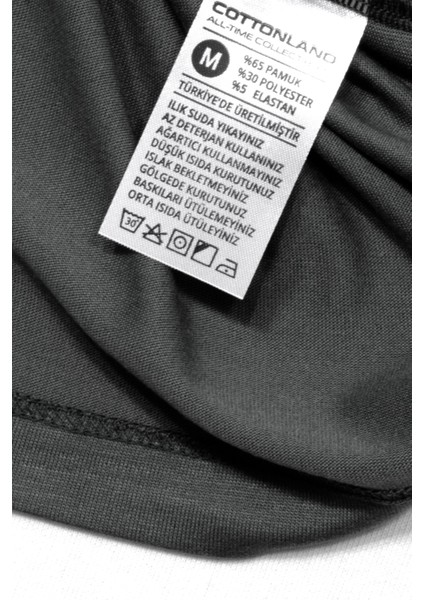 COTTONLAND
ALL-TIME COLLECTION
M
%65 PAMUK
%30 POLYESTER
%5 ELASTAN
TÜRKİYE'DE ÜRETİLMİŞTİR
ILIK SUDA YIKAYINIZ
AZ DETERJAN KULLANINIZ
AĞARTICI KULLANMAYINIZ
DÜŞÜK ISIDA KURUTUNUZ
ISLAK BEKLETMEYİNİZ
GÖLGEDE KURUTUNUZ
BASKILARI ÜTÜLEMEYİNİZ
ORTA ISIDA ÜTÜLEYİNİZ
30